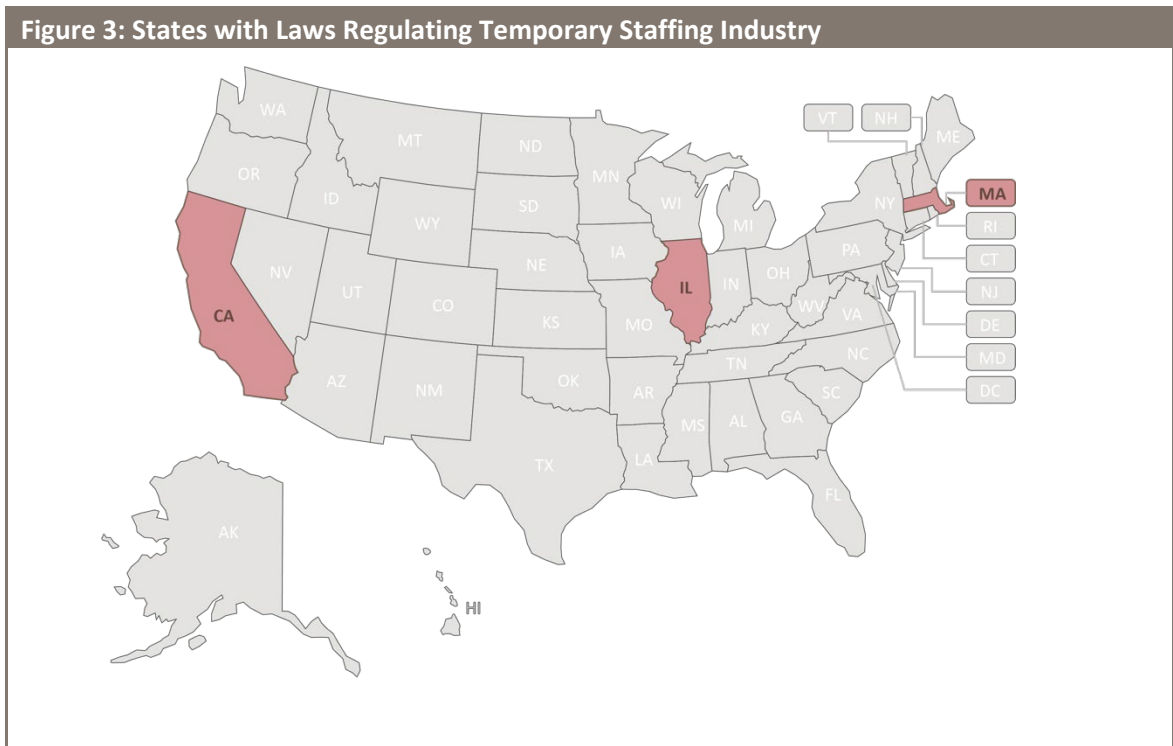 Figure 3: States with Laws Regulating Temporary Staffing Industry
WA
MT
ND
MN
VT
NH
ME
OR
ID
SD
WI
MI
NY
MA
WY
RI
NV
UT
CO
NE
IA
IL
IN
OH
PA
CT
NJ
CA
KS
MO
KY
WV
VA
DE
MD
DC
AZ
NM
OK
AR
TN
NC
SC
MS
AL
GA
TX
LA
FL
AK
HI